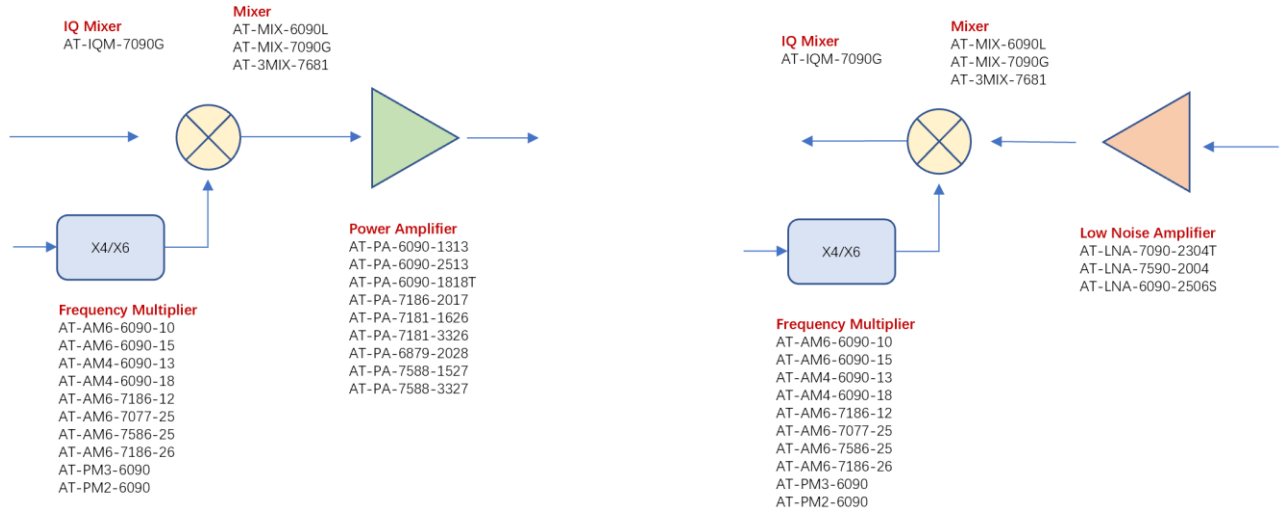 IQ Mixer
AT-IQM-7090G
Mixer
AT-MIX-6090L
AT-MIX-7090G
AT-3MIX-7681
X4/X6
Frequency Multiplier
AT-AM6-6090-10
AT-AM6-6090-15
AT-AM4-6090-13
AT-AM4-6090-18
AT-AM6-7186-12
AT-AM6-7077-25
AT-AM6-7586-25
AT-AM6-7186-26
AT-PM3-6090
AT-PM2-6090
Power Amplifier
AT-PA-6090-1313
AT-PA-6090-2513
AT-PA-6090-1818T
AT-PA-7186-2017
AT-PA-7181-1626
AT-PA-7181-3326
AT-PA-6879-2028
AT-PA-7588-1527
AT-PA-7588-3327
IQ Mixer
AT-IQM-7090G
Mixer
AT-MIX-6090L
AT-MIX-7090G
AT-3MIX-7681
X4/X6
Frequency Multiplier
AT-AM6-6090-10
AT-AM6-6090-15
AT-AM4-6090-13
AT-AM4-6090-18
AT-AM6-7186-12
AT-AM6-7077-25
AT-AM6-7586-25
AT-AM6-7186-26
AT-PM3-6090
AT-PM2-6090
Low Noise Amplifier
AT-LNA-7090-2304T
AT-LNA-7590-2004
AT-LNA-6090-2506S